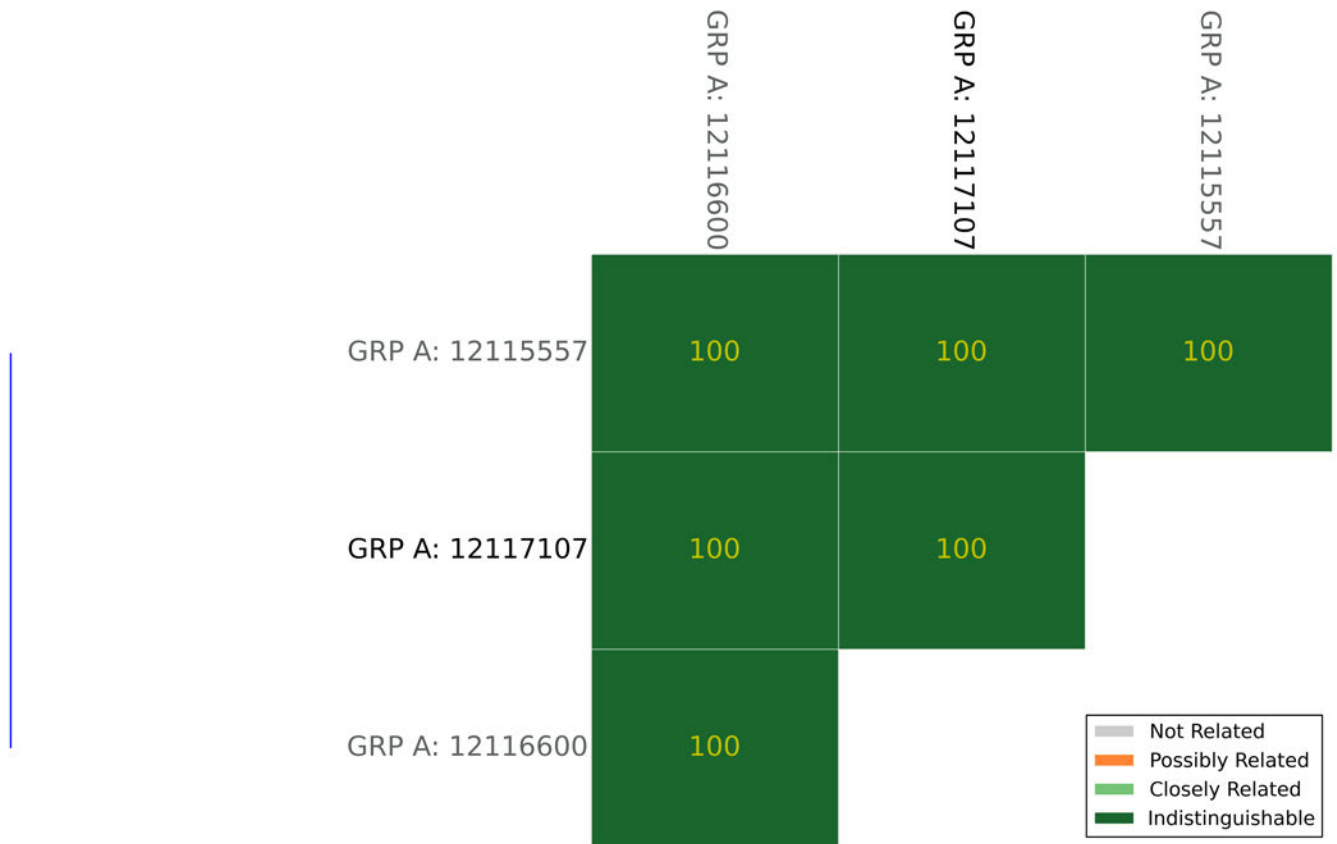 GRP A: 12116600
GRP A: 12117107
GRP A: 12115557
GRP A: 12115557
100
100
100
GRP A: 12117107
100
100
GRP A: 12116600
100
Not Related
Possibly Related
Closely Related
Indistinguishable